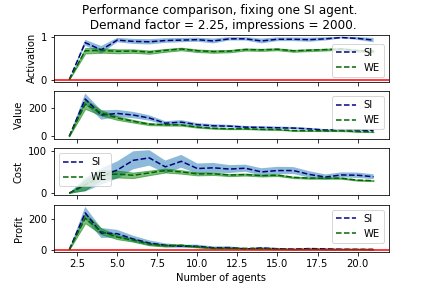 Performance comparison, fixing one SI agent.
Demand factor = 2.25, impressions = 2000.
Activation
1
0
SI
WE
Value
200
0
SI
WE
Cost
100
0
SI
WE
Profit
200
0
SI
WE
2.5 5.0 7.5 10.0 12.5 15.0 17.5 20.0
Number of agents